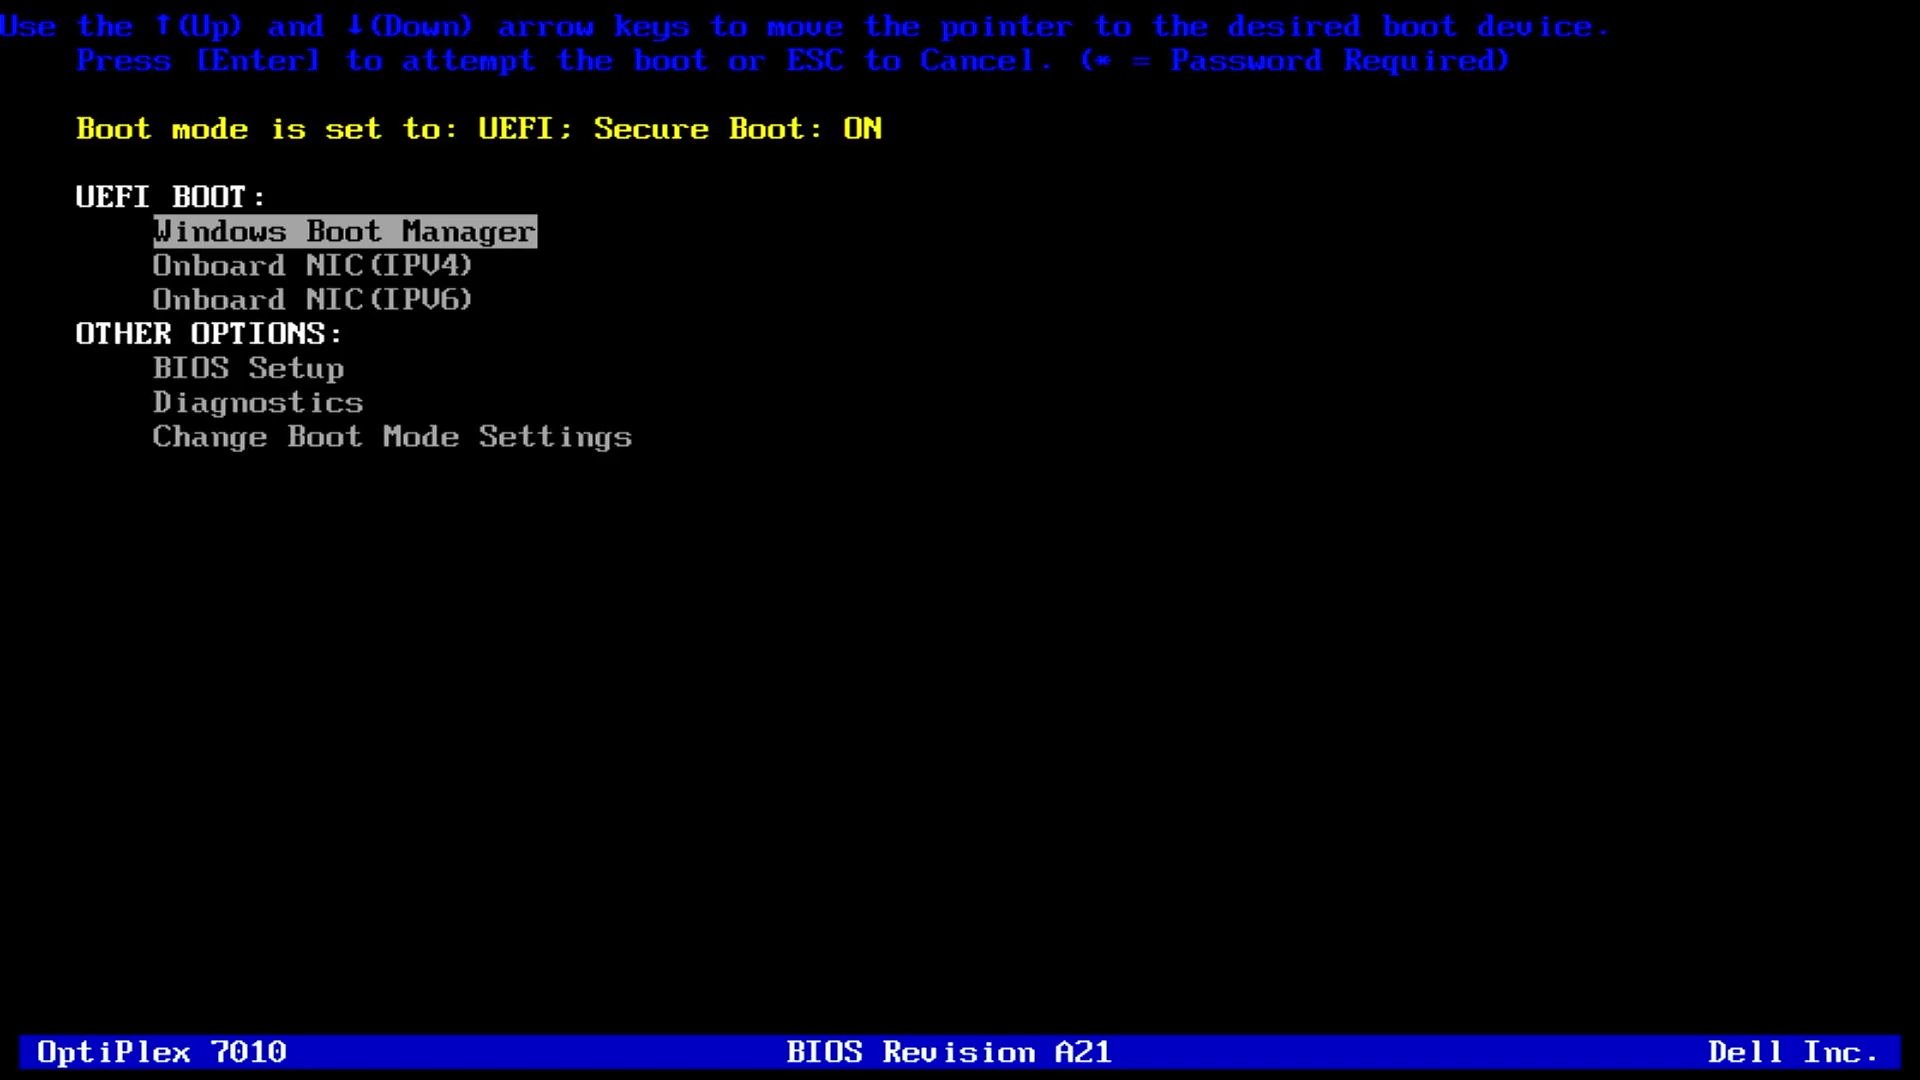 Use the ↑(Up) and ↓(Down) arrow keys to move the pointer to the desired boot device.
Press [Enter] to attempt the boot or ESC to Cancel. (* = Password Required)
Boot mode is set to: UEFI; Secure Boot: ON
UEFI BOOT:
Windows Boot Manager
Onboard NIC(IPV4)
Onboard NIC(IPV6)
OTHER OPTIONS:
BIOS Setup
Diagnostics
Change Boot Mode Settings
OptiPlex 7010 BIOS Revision A21 Dell Inc.